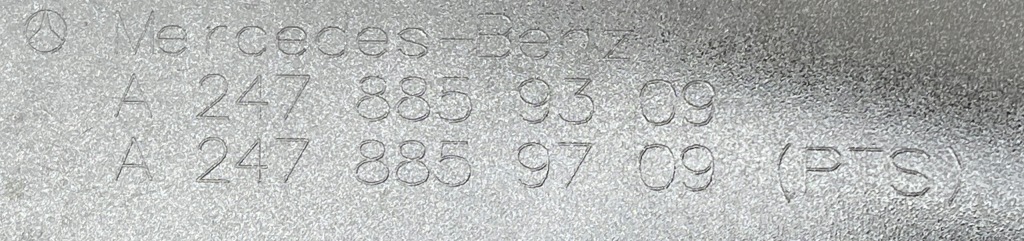 Mercedes-Benz
A 247 885 93 09
A 247 885 97 09 (PTS)